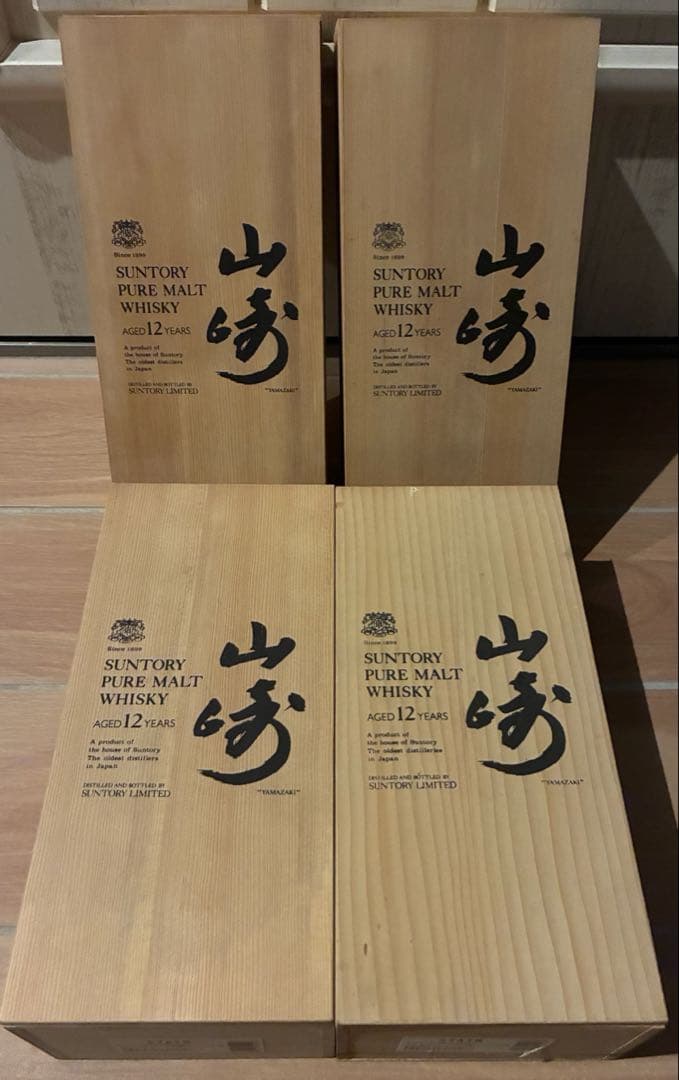 Since 1899
SUNTORY
PURE MALT
WHISKY
AGED 12 YEARS
A product of
the house of Suntory
The oldest distillers
in Japan
DISTILLED AND BOTTLED BY
SUNTORY LIMITED
山崎
"YAMAZAKI"
Since 1899
SUNTORY
PURE MALT
WHISKY
AGED 12 YEARS
A product of
the house of Suntory
The oldest distillers
in Japan
DISTILLED AND BOTTLED BY
SUNTORY LIMITED
山崎
"YAMAZAKI"
Since 1899
SUNTORY
PURE MALT
WHISKY
AGED 12 YEARS
A product of
the house of Suntory
The oldest distillers
in Japan
DISTILLED AND BOTTLED BY
SUNTORY LIMITED
山崎
"YAMAZAKI"
Since 1899
SUNTORY
PURE MALT
WHISKY
AGED 12 YEARS
A product of
the house of Suntory
The oldest distilleries
in Japan
DISTILLED AND BOTTLED BY
SUNTORY LIMITED
山崎
"YAMAZAKI"